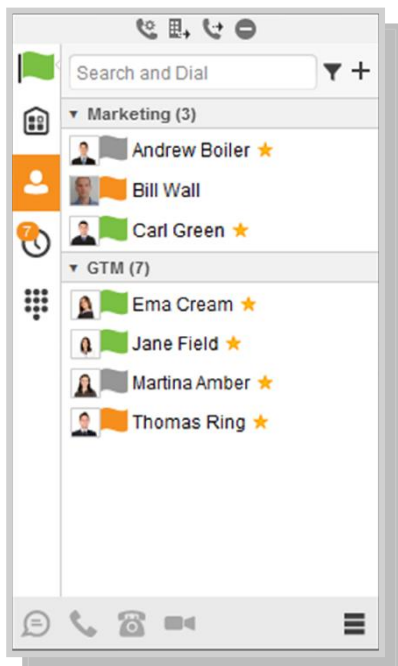 Search and Dial
Marketing (3)
Andrew Boiler
Bill Wall
Carl Green
7
GTM (7)
Ema Cream
Jane Field
Martina Amber
Thomas Ring